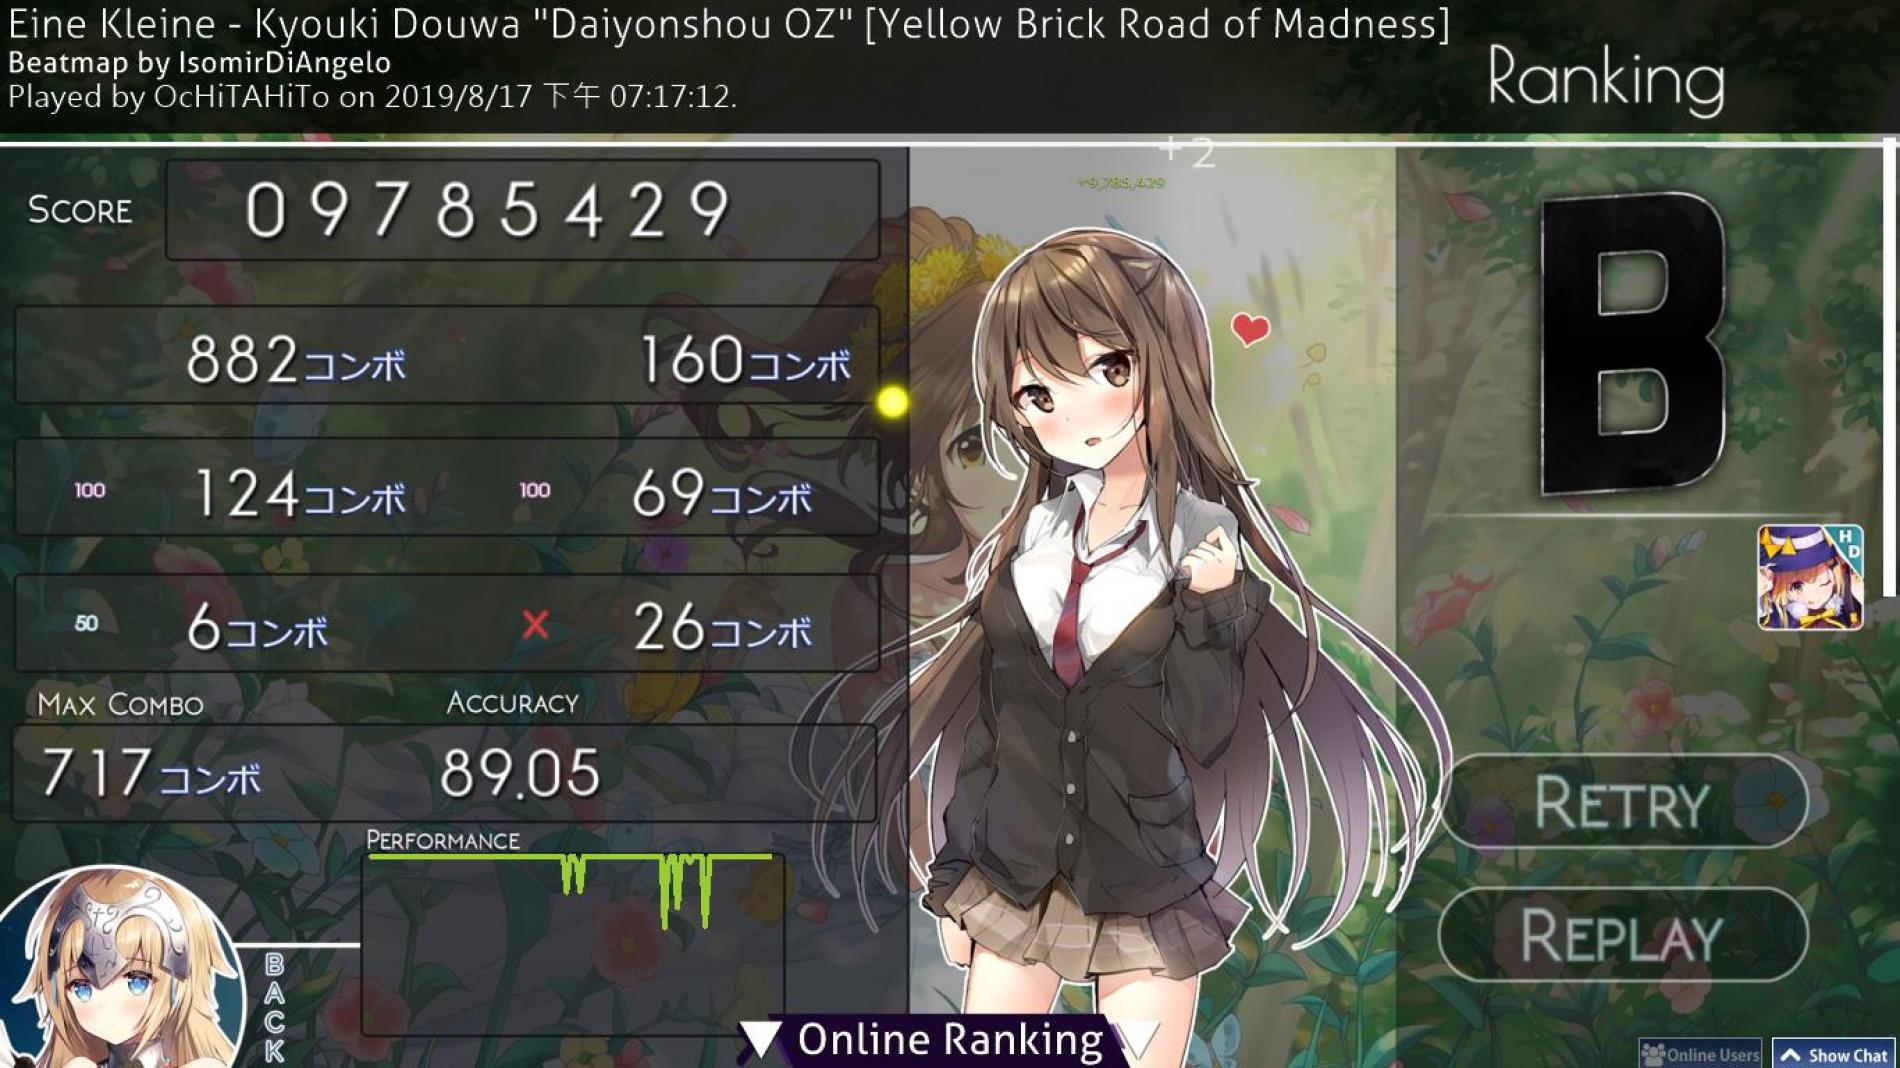 Eine Kleine - Kyouki Douwa "Daiyonshou OZ" [Yellow Brick Road of Madness]
Beatmap by IsomirDiAngelo
Played by OcHiTAHiTo on 2019/8/17 下午 07:17:12.
Ranking
+2
+9,785,429
SCORE 09785429
882コンボ 160コンボ
100 124コンボ 100 69コンボ
50 6コンボ X 26コンボ
MAX COMBO ACCURACY
717コンボ 89.05
PERFORMANCE
B
HD
RETRY
REPLAY
BACK
Online Ranking
Online Users
Show Chat